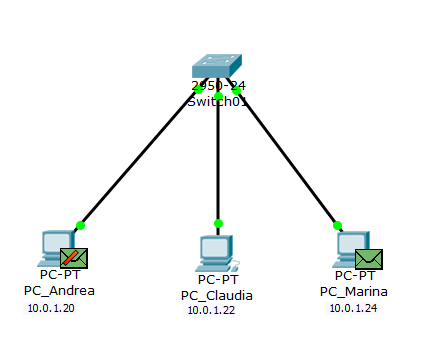 2950-24
Switch01
PC-PT
PC_Andrea
10.0.1.20
PC-PT
PC_Claudia
10.0.1.22
PC-PT
PC_Marina
10.0.1.24